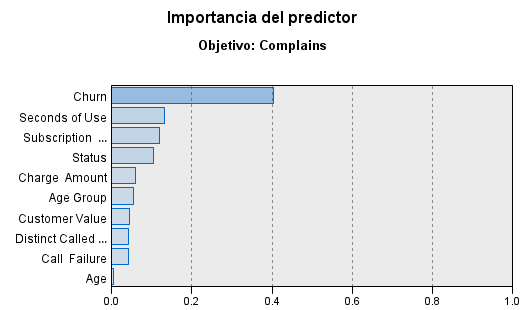 Importancia del predictor
Objetivo: Complains
Churn
Seconds of Use
Subscription ...
Status
Charge Amount
Age Group
Customer Value
Distinct Called ...
Call Failure
Age
0.0 0.2 0.4 0.6 0.8 1.0